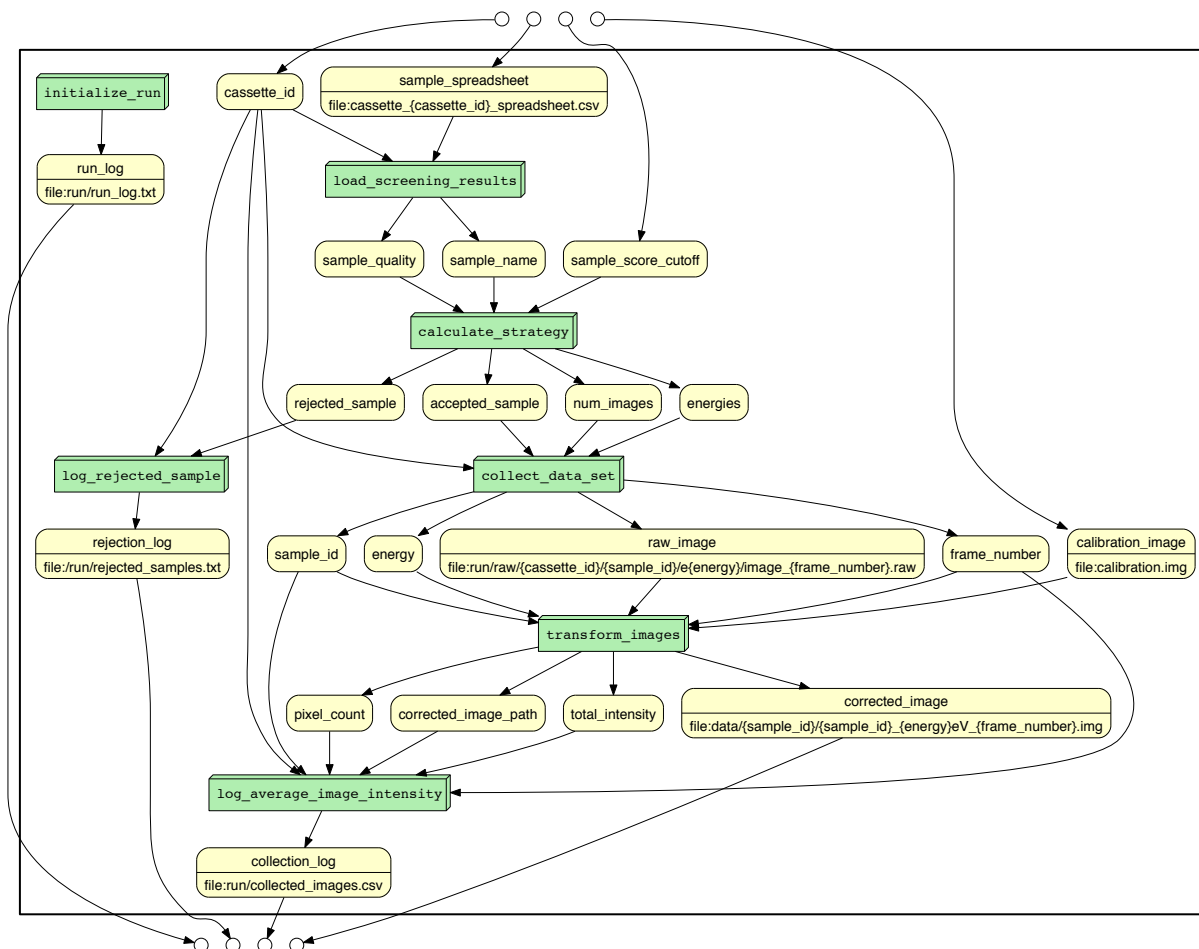 initialize_run
cassette_id
sample_spreadsheet
file:cassette_{cassette_id}_spreadsheet.csv
run_log
file:run/run_log.txt
load_screening_results
sample_quality
sample_name
sample_score_cutoff
calculate_strategy
rejected_sample
accepted_sample
num_images
energies
log_rejected_sample
collect_data_set
rejection_log
file:/run/rejected_samples.txt
sample_id
energy
raw_image
file:run/raw/{cassette_id}/{sample_id}/e{energy}/image_{frame_number}.raw
frame_number
calibration_image
file:calibration.img
transform_images
pixel_count
corrected_image_path
total_intensity
corrected_image
file:data/{sample_id}/{sample_id}_{energy}eV_{frame_number}.img
log_average_image_intensity
collection_log
file:run/collected_images.csv